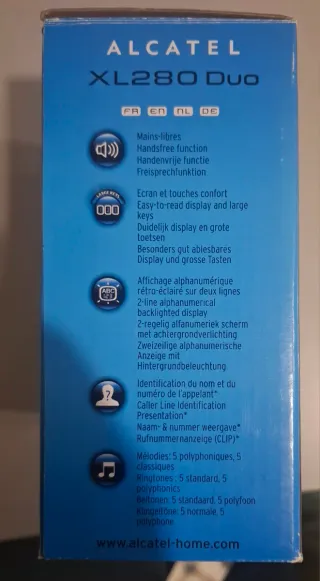 ALCATEL
XL280 Duo
FR EN NL DE
Mains-libres
Handsfree function
Handenvrije functie
Freisprechfunktion
LARGE KEYS
Ecran et touches confort
Easy-to-read display and large
keys
Duidelijk display en grote
toetsen
Besonders gut ablesbares
Display und grosse Tasten
ABC
Affichage alphanumérique
rétro-éclairé sur deux lignes
2-line alphanumerical
backlighted display
2-regelig alfanumeriek scherm
met achtergrondverlichting
Zweizeilige alphanumerische
Anzeige mit
Hintergrundbeleuchtung
?
Identification du nom et du
numéro de l'appelant*
Caller Line Identification
Presentation*
Naam- & nummer weergave*
Rufnummernanzeige (CLIP)*
Mélodies: 5 polyphoniques, 5
classiques
Ringtones : 5 standard, 5
polyphonics
Beltonen: 5 standaard, 5 polyfoon
Klingeltöne: 5 normale, 5
polyphone
www.alcatel-home.com